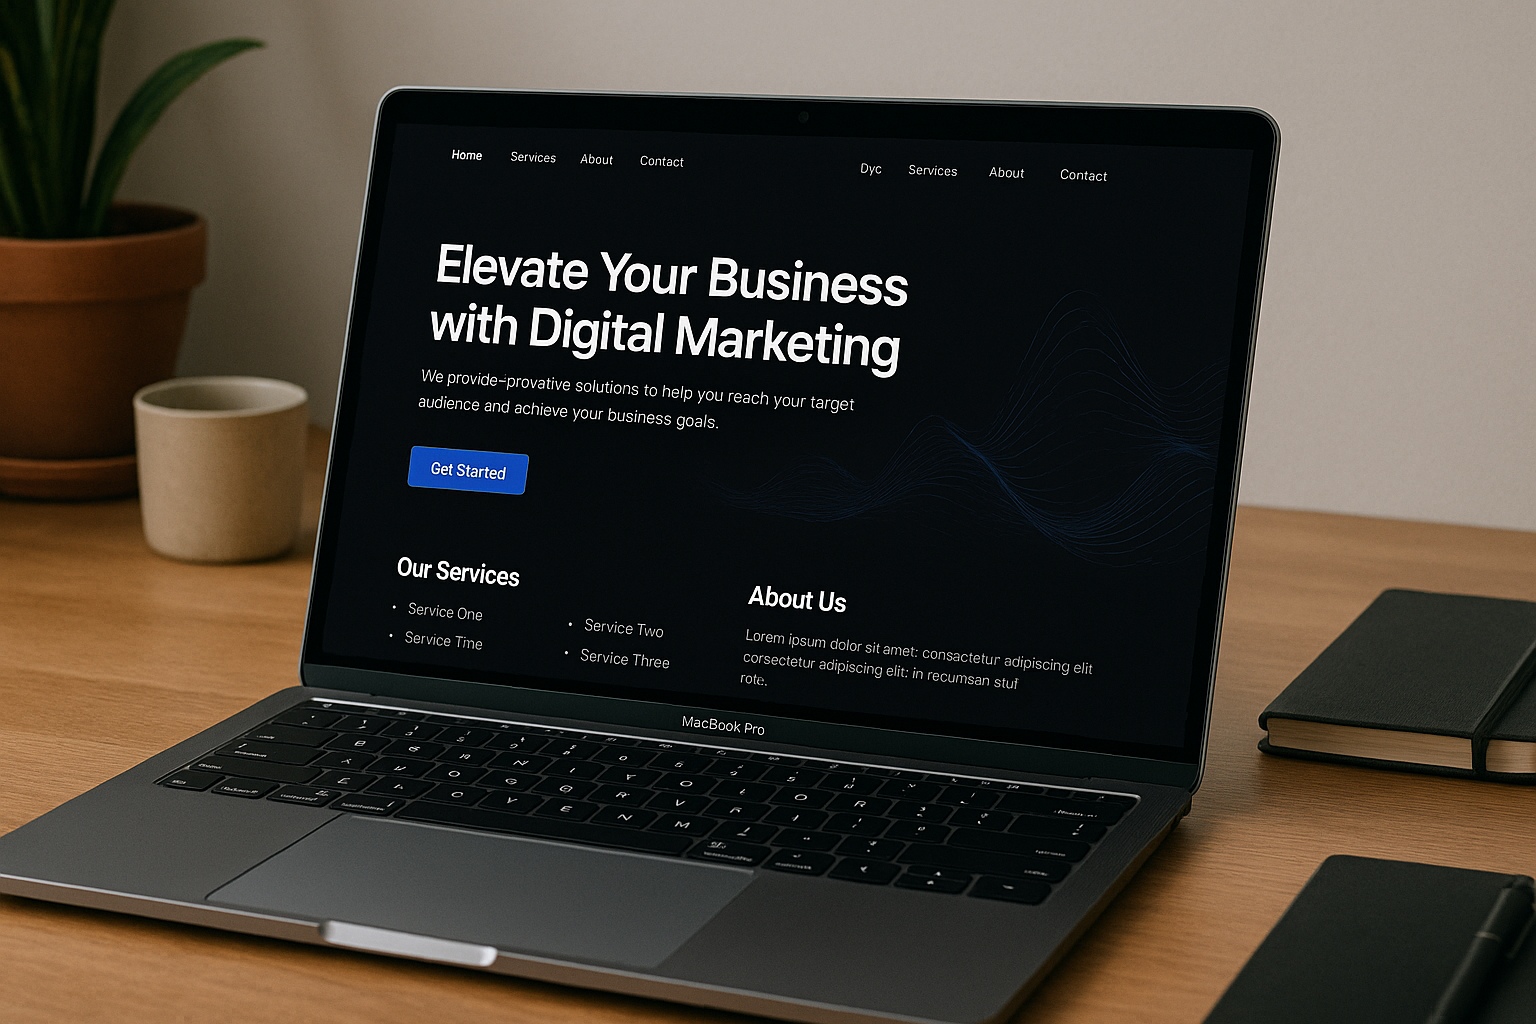 Home Services About Contact
Dyc Services About Contact
Elevate Your Business
with Digital Marketing
We provide-provative solutions to help you reach your target
audience and achieve your business goals.
Get Started
Our Services
• Service One
• Service Tme
• Service Two
• Service Three
About Us
Lorem ipsum dolor sit amet: consactetur adipiscing elit
consectetur adipiscing elit: in recumsan stuf
rote.
MacBook Pro